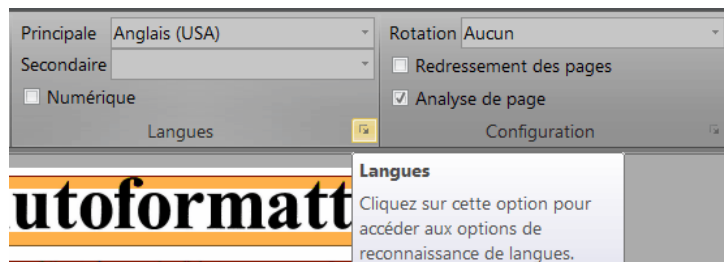 Principale Anglais (USA)
Secondaire
Numérique
Langues
Rotation Aucun
Redressement des pages
Analyse de page
Configuration
utoformatt
Langues
Cliquez sur cette option pour
accéder aux options de
reconnaissance de langues.